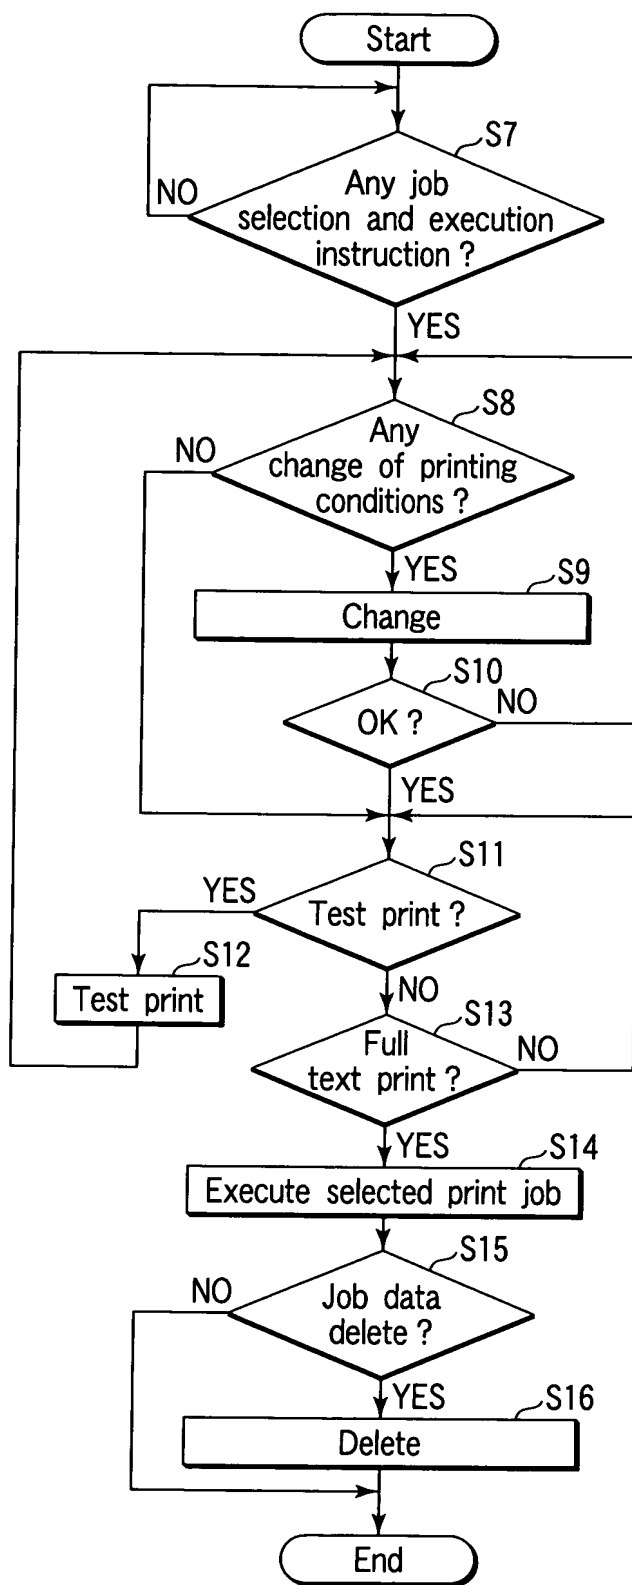 Start
S7
NO
Any job
selection and execution
instruction ?
YES
S8
NO
Any
change of printing
conditions ?
YES
S9
Change
S10
NO
OK ?
YES
S11
YES
Test print ?
S12
NO
Test print
S13
Full
text print ?
NO
YES
S14
Execute selected print job
S15
NO
Job data
delete ?
YES
S16
Delete
End